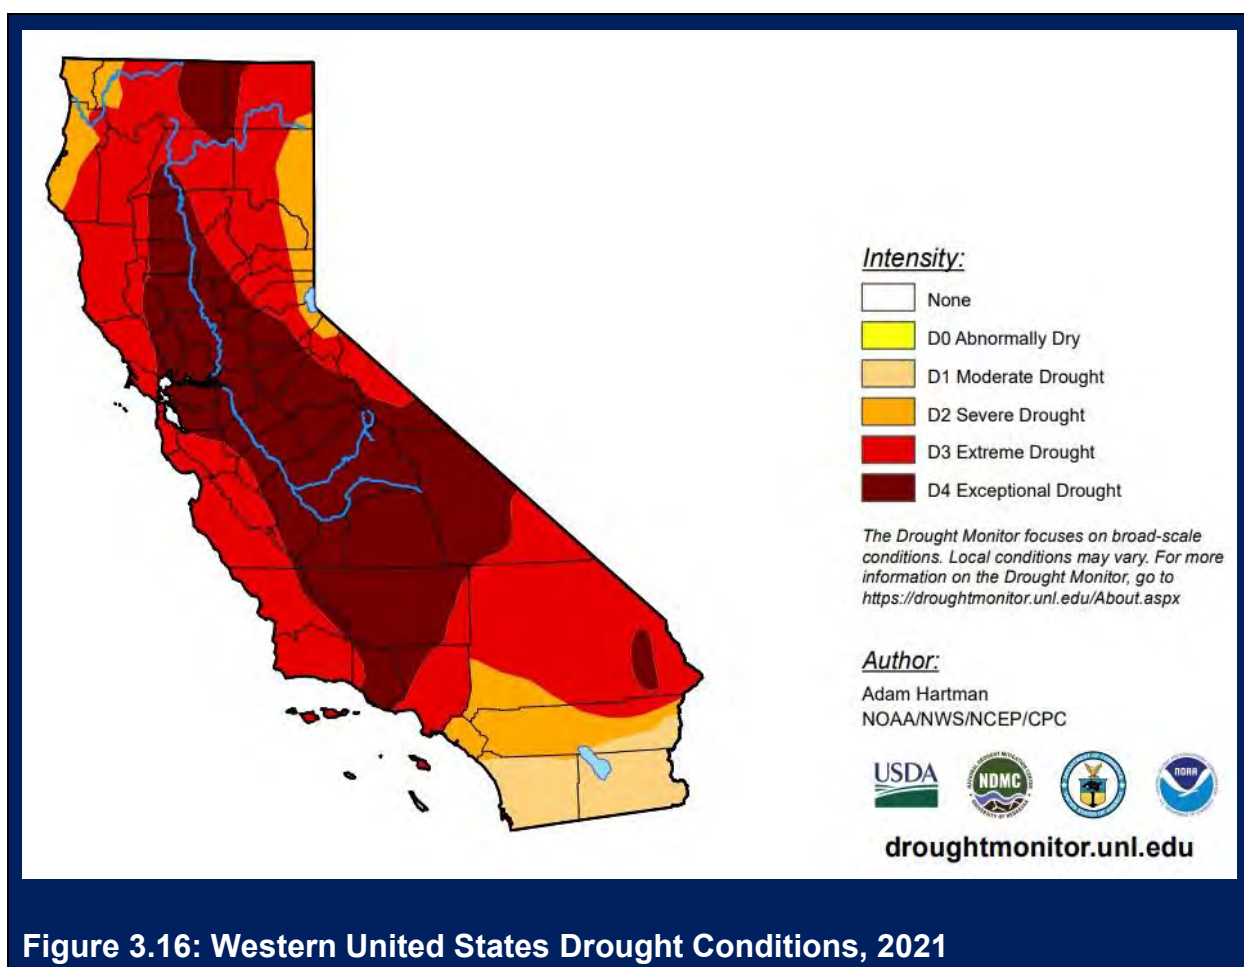 Intensity:
None
D0 Abnormally Dry
D1 Moderate Drought
D2 Severe Drought
D3 Extreme Drought
D4 Exceptional Drought
The Drought Monitor focuses on broad-scale
conditions. Local conditions may vary. For more
information on the Drought Monitor, go to
https://droughtmonitor.unl.edu/About.aspx
Author:
Adam Hartman
NOAA/NWS/NCEP/CPC
USDA
NDMC
NOAA
droughtmonitor.unl.edu
Figure 3.16: Western United States Drought Conditions, 2021